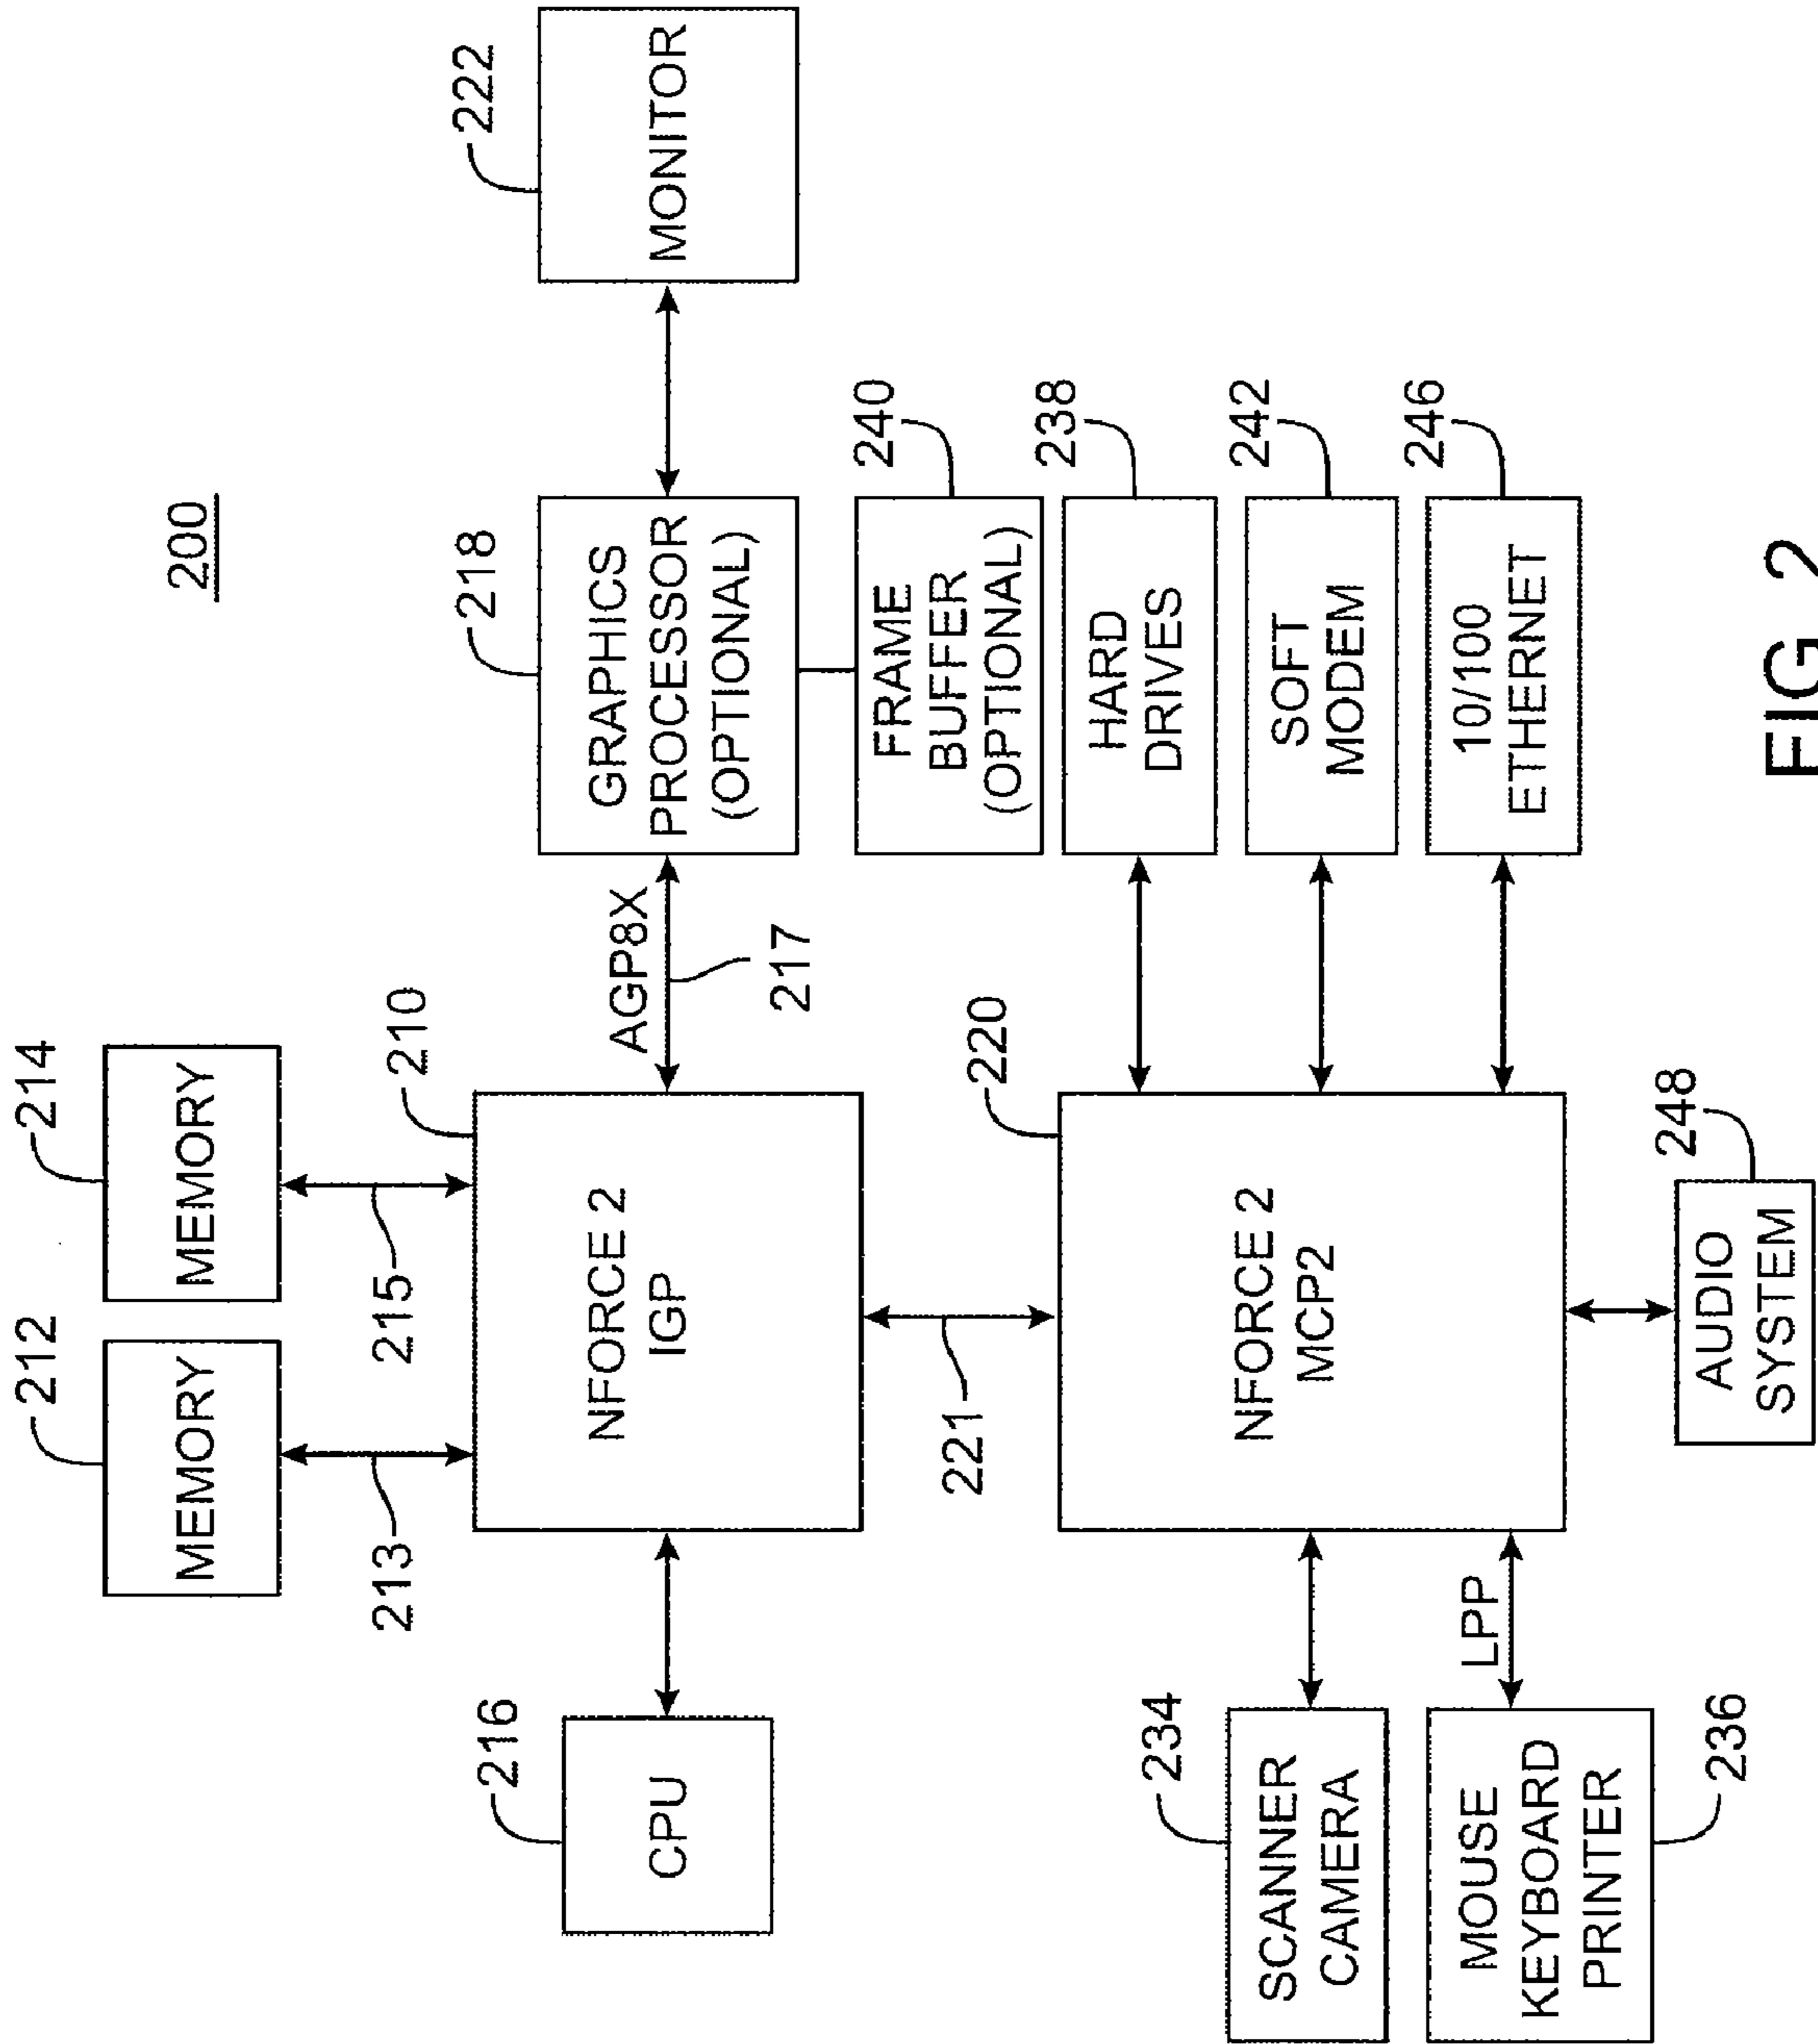 200
212
214
MEMORY
MEMORY
213
215
216
210
218
222
CPU
NFORCE 2
IGP
AGP8X
217
GRAPHICS
PROCESSOR
(OPTIONAL)
MONITOR
221
FRAME
BUFFER
(OPTIONAL)
240
220
234
SCANNER
CAMERA
NFORCE 2
MCP2
HARD
DRIVES
238
SOFT
MODEM
242
LPP
MOUSE
KEYBOARD
PRINTER
236
10/100
ETHERNET
246
248
AUDIO
SYSTEM
FIG 2